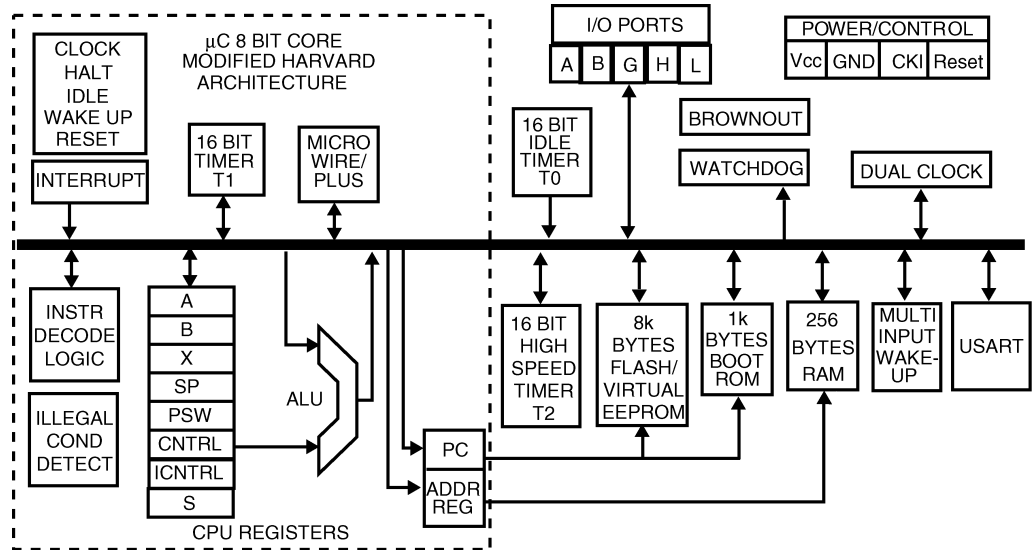 CLOCK
HALT
IDLE
WAKE UP
RESET
INTERRUPT
μC 8 BIT CORE
MODIFIED HARVARD
ARCHITECTURE
16 BIT
TIMER
T1
MICRO
WIRE/
PLUS
I/O PORTS
A B G H L
16 BIT
IDLE
TIMER
T0
POWER/CONTROL
Vcc GND CKI Reset
BROWNOUT
WATCHDOG
DUAL CLOCK
INSTR
DECODE
LOGIC
ILLEGAL
COND
DETECT
A
B
X
SP
PSW
CNTRL
ICNTRL
S
CPU REGISTERS
ALU
PC
ADDR
REG
16 BIT
HIGH
SPEED
TIMER
T2
8k
BYTES
FLASH/
VIRTUAL
EEPROM
1k
BYTES
BOOT
ROM
256
BYTES
RAM
MULTI
INPUT
WAKE-
UP
USART